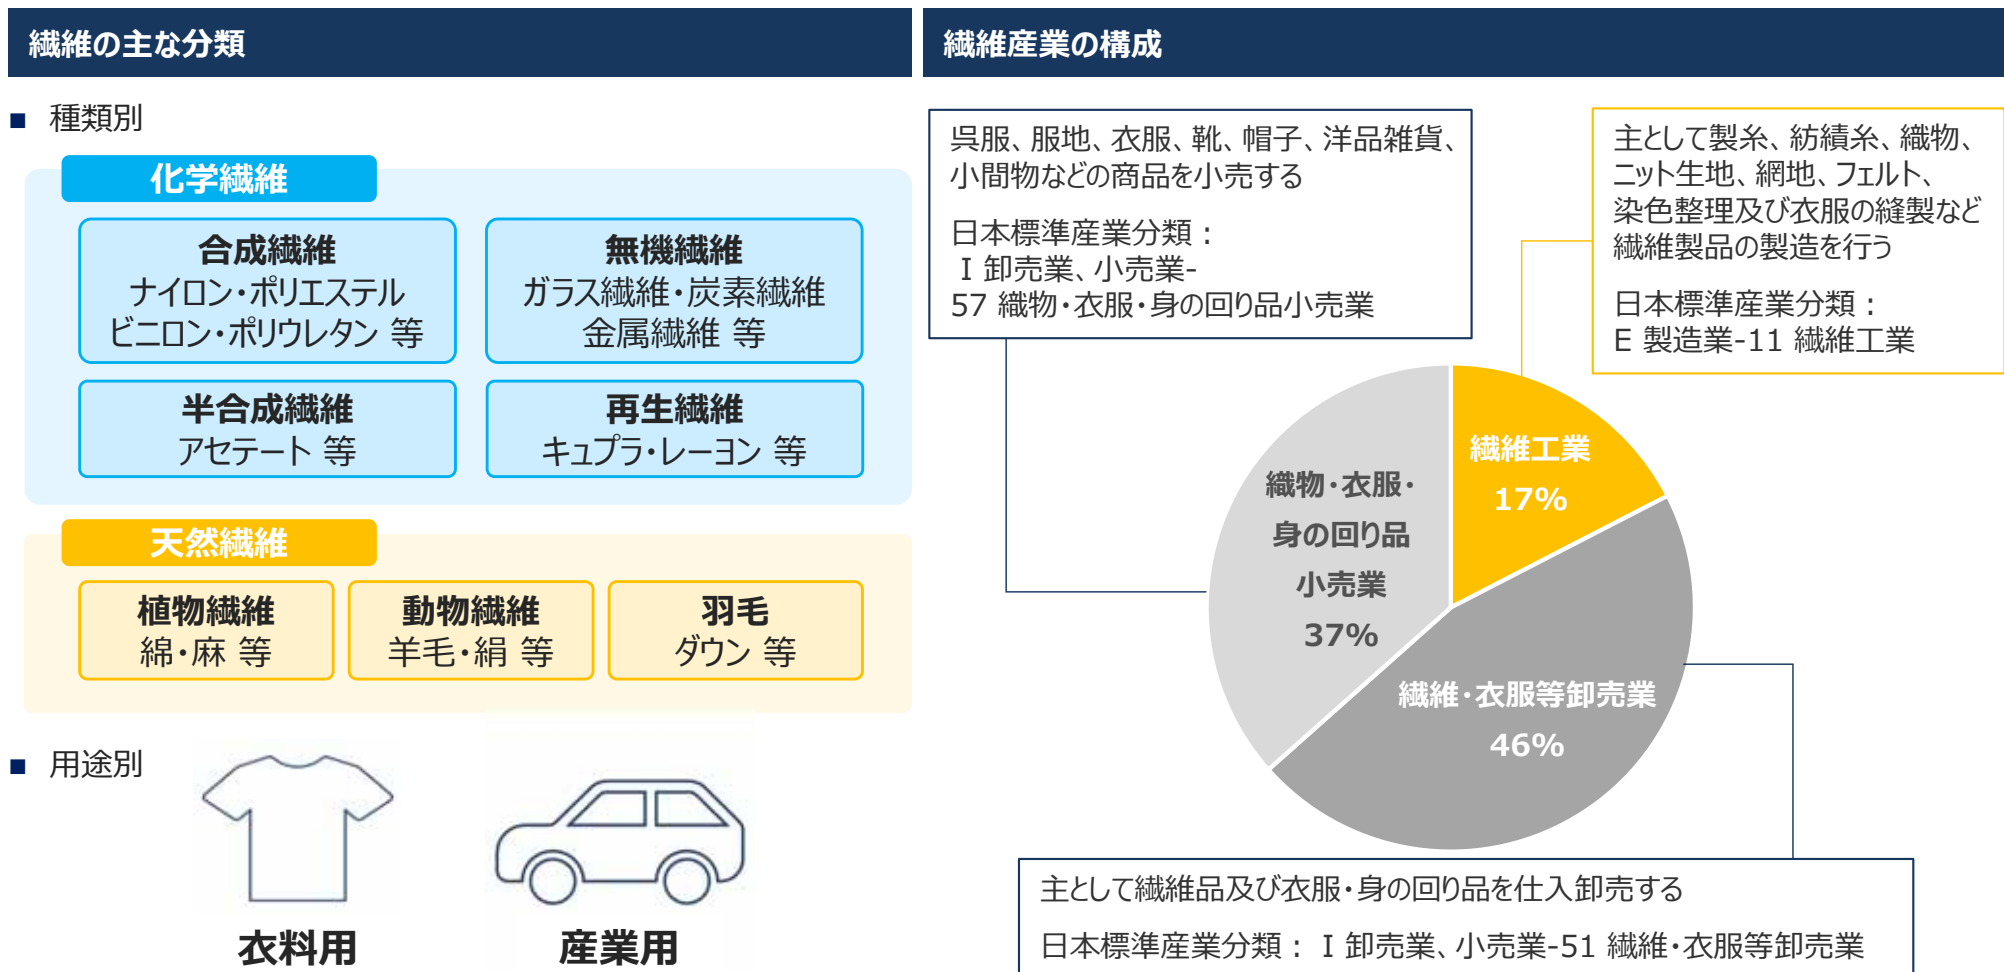 繊維の主な分類
■ 種類別
化学繊維
合成繊維
ナイロン・ポリエステル
ビニロン・ポリウレタン 等
無機繊維
ガラス繊維・炭素繊維
金属繊維 等
半合成繊維
アセテート 等
再生繊維
キュプラ・レーヨン 等
天然繊維
植物繊維
綿・麻 等
動物繊維
羊毛・絹 等
羽毛
ダウン 等
■ 用途別
衣料用
産業用
繊維産業の構成
呉服、服地、衣服、靴、帽子、洋品雑貨、
小間物などの商品を小売する
日本標準産業分類：
I 卸売業、小売業-
57 織物・衣服・身の回り品小売業
主として製糸、紡績糸、織物、
ニット生地、網地、フェルト、
染色整理及び衣服の縫製など
繊維製品の製造を行う
日本標準産業分類：
E 製造業-11 繊維工業
繊維工業
17%
織物・衣服・
身の回り品
小売業
37%
繊維・衣服等卸売業
46%
主として繊維品及び衣服・身の回り品を仕入卸売する
日本標準産業分類：I 卸売業、小売業-51 繊維・衣服等卸売業